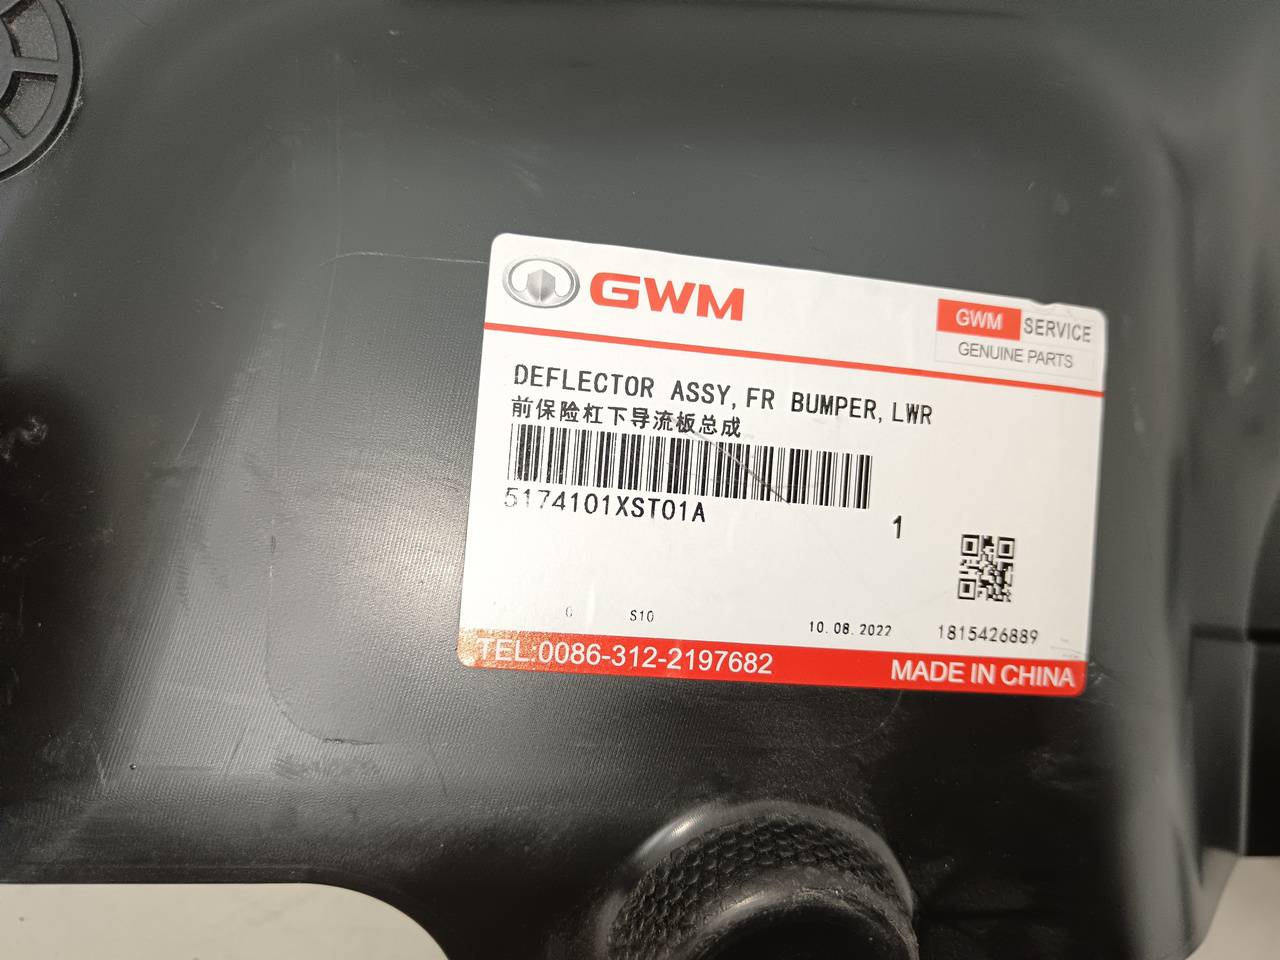 GWM
GWM SERVICE
GENUINE PARTS
DEFLECTOR ASSY, FR BUMPER, LWR
前保险杠下导流板总成
5174101XST01A
1
S10
10.08.2022
1815426889
TEL:0086-312-2197682
MADE IN CHINA